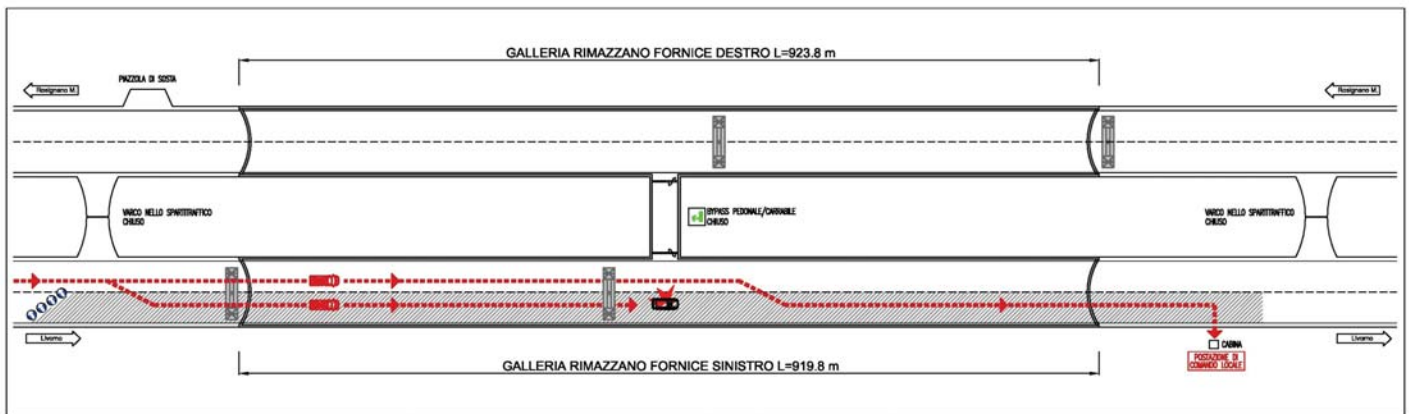 GALLERIA RIMAZZANO FORNICE DESTRO L=923.8 m
PIAZZOLA DI SOSTA
Rosignano M.
Rosignano M.
VARCO NELLO SPARTITRAFFICO
CHIUSO
BYPASS PEDONALE/CARRABILE
CHIUSO
VARCO NELLO SPARTITRAFFICO
CHIUSO
Livorno
Livorno
CABINA
POSTAZIONE DI
COMANDO LOCALE
GALLERIA RIMAZZANO FORNICE SINISTRO L=919.8 m